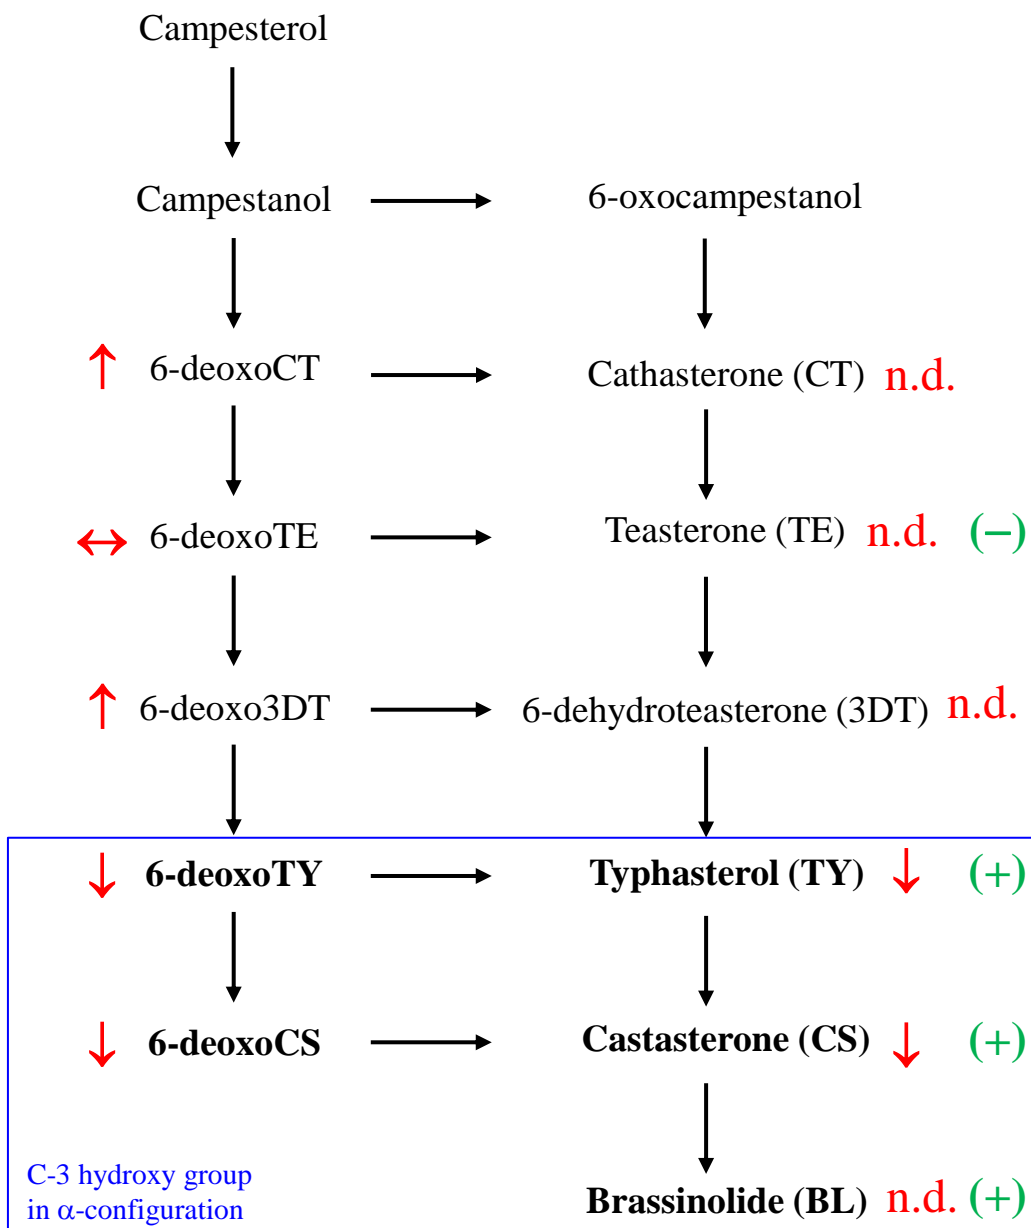 Campesterol
Campestanol
6-oxocampestanol
↑ 6-deoxoCT
Cathasterone (CT) n.d.
↔ 6-deoxoTE
Teasterone (TE) n.d. (−)
↑ 6-deoxo3DT
6-dehydroteasterone (3DT) n.d.
↓ 6-deoxoTY
Typhasterol (TY) ↓ (+)
↓ 6-deoxoCS
Castasterone (CS) ↓ (+)
C-3 hydroxy group
in α-configuration
Brassinolide (BL) n.d. (+)